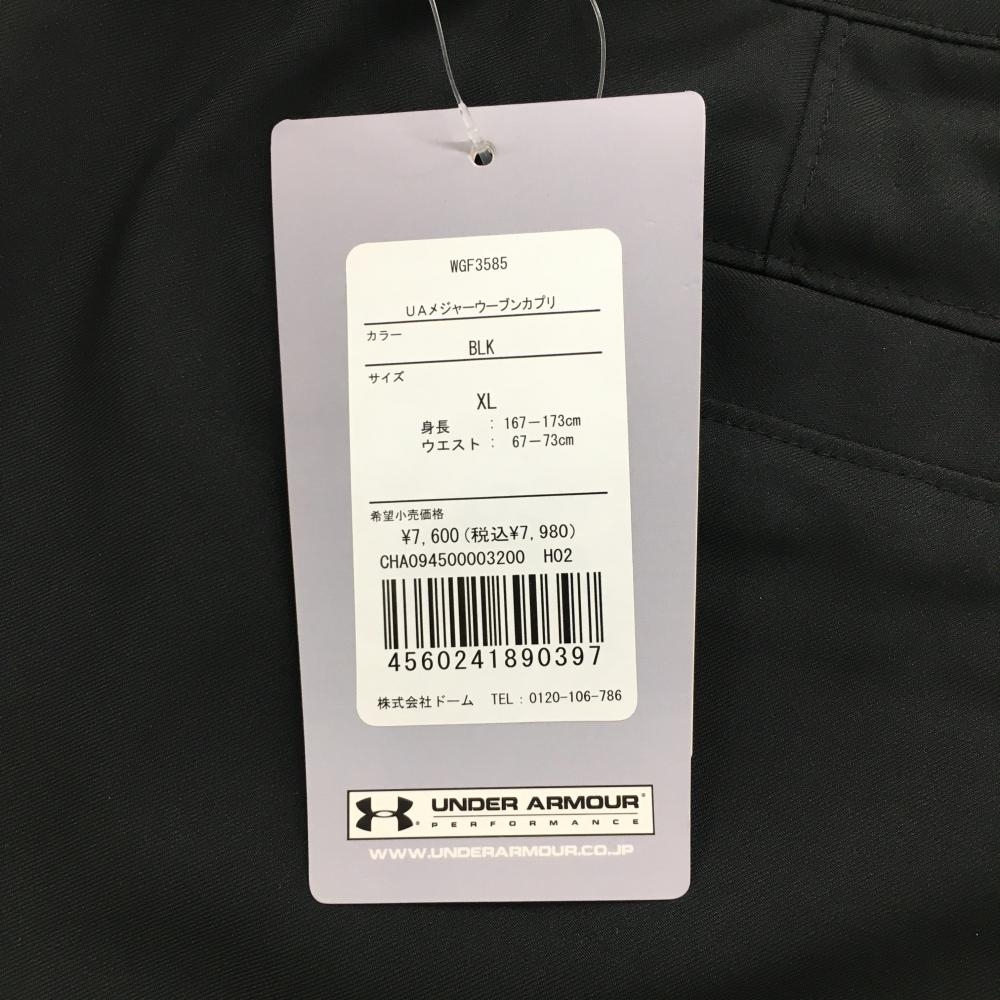 WGF3585
UAメジャーウーブンカプリ
カラー
BLK
サイズ
XL
身長 : 167-173cm
ウエスト : 67-73cm
希望小売価格
¥7,600(税込¥7,980)
CHA094500003200 H02
4560241890397
株式会社ドーム TEL : 0120-106-786
UNDER ARMOUR®
PERFORMANCE
WWW.UNDERARMOUR.CO.JP